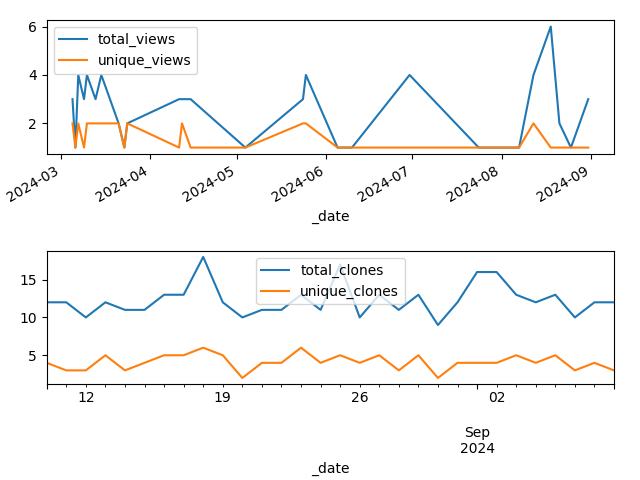 6
4
2
total_views
unique_views
2024-03
2024-04
2024-05
2024-06
2024-07
2024-08
2024-09
_date
15
10
5
total_clones
unique_clones
12
19
26
02
Sep
2024
_date